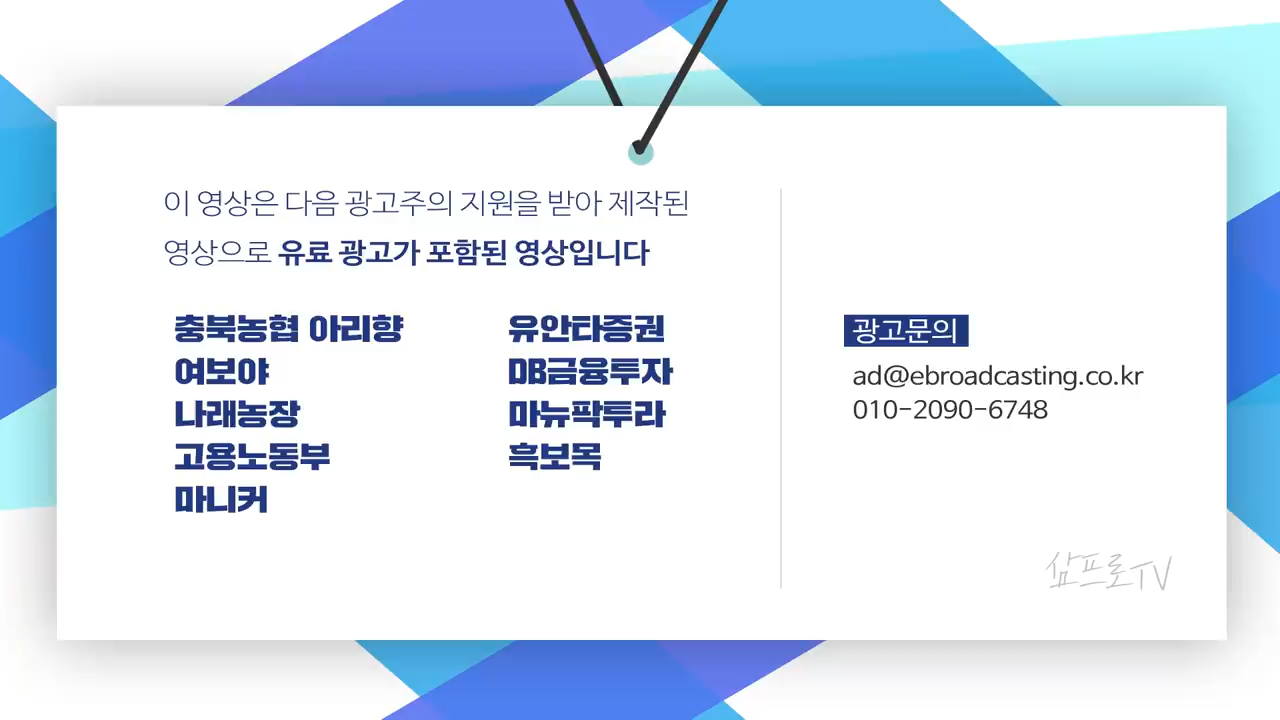 이 영상은 다음 광고주의 지원을 받아 제작된
영상으로 유료 광고가 포함된 영상입니다
충북농협 아리향
여보야
나래농장
고용노동부
마니커
유안타증권
DB금융투자
마뉴팍투라
흑보목
광고문의
ad@ebroadcasting.co.kr
010-2090-6748
삼프로TV